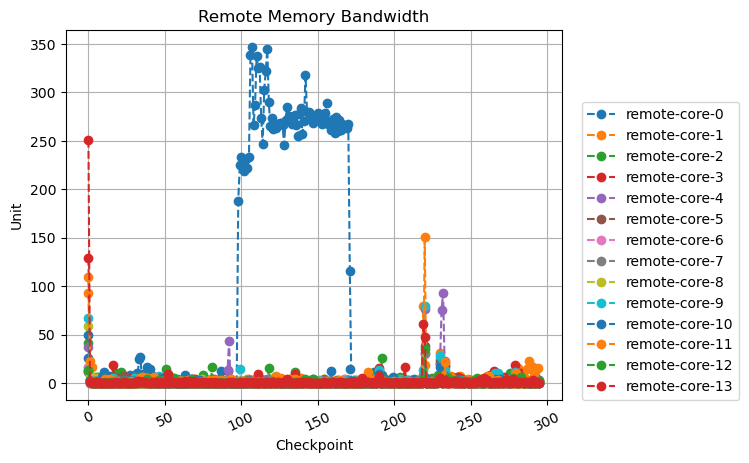 Remote Memory Bandwidth
350
300
250
200
150
100
50
0
Unit
0
50
100
150
200
250
300
Checkpoint
remote-core-0
remote-core-1
remote-core-2
remote-core-3
remote-core-4
remote-core-5
remote-core-6
remote-core-7
remote-core-8
remote-core-9
remote-core-10
remote-core-11
remote-core-12
remote-core-13